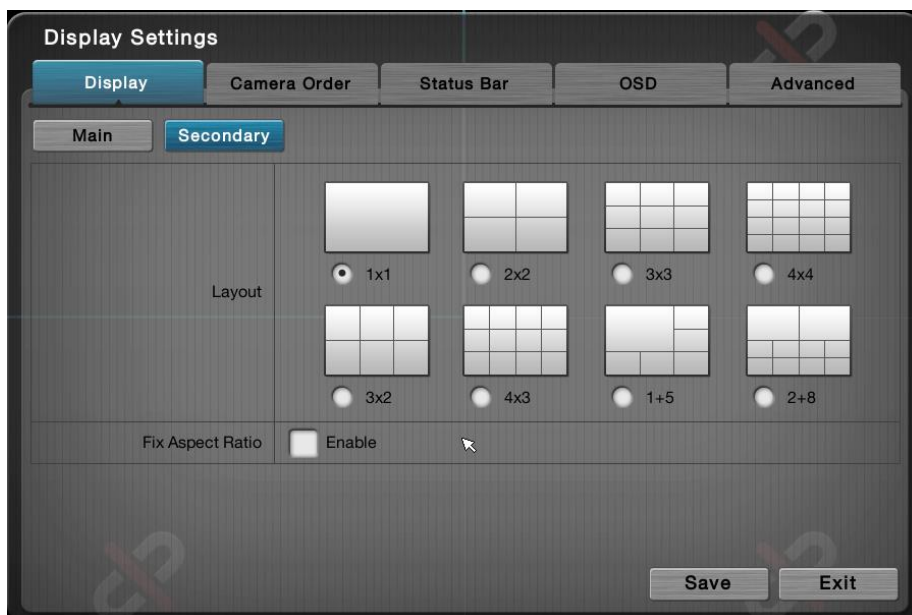 Display Settings
Display Camera Order Status Bar OSD Advanced
Main Secondary
Layout
1x1 2x2 3x3 4x4
3x2 4x3 1+5 2+8
Fix Aspect Ratio Enable
Save Exit